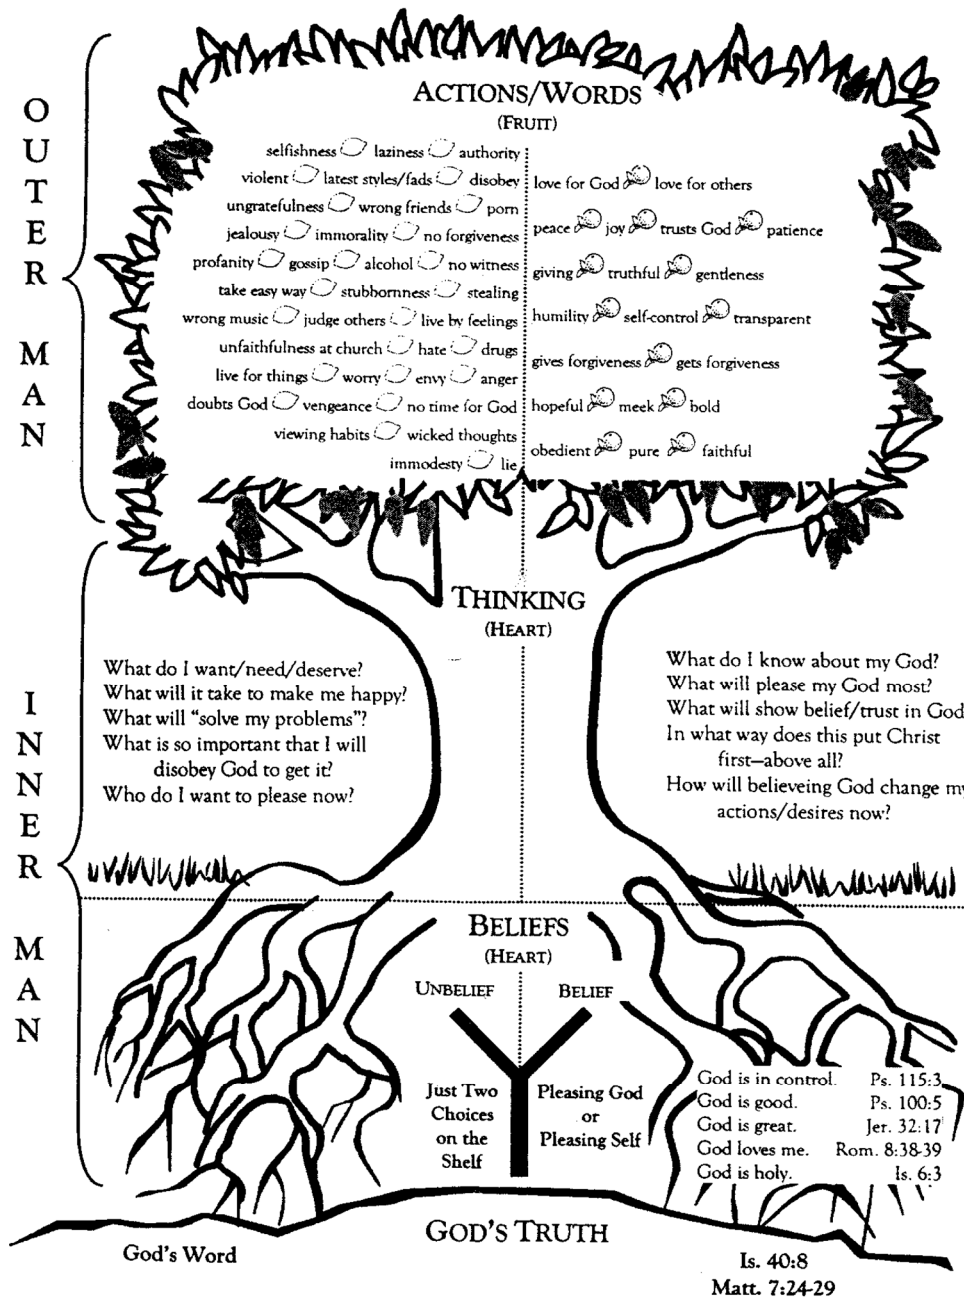 OUTER MAN
ACTIONS/WORDS
(FRUIT)
selfishness laziness authority
violent latest styles/fads disobey
ungratefulness wrong friends porn
jealousy immorality no forgiveness
profanity gossip alcohol no witness
take easy way stubbornness stealing
wrong music judge others live by feelings
unfaithfulness at church hate drugs
live for things worry envy anger
doubts God vengeance no time for God
viewing habits wicked thoughts
immodesty lie
love for God love for others
peace joy trusts God patience
giving truthful gentleness
humility self-control transparent
gives forgiveness gets forgiveness
hopeful meek bold
obedient pure faithful
INNER MAN
THINKING
(HEART)
What do I want/need/deserve?
What will it take to make me happy?
What will “solve my problems”?
What is so important that I will
disobey God to get it?
Who do I want to please now?
What do I know about my God?
What will please my God most?
What will show belief/trust in God
In what way does this put Christ
first—above all?
How will believeing God change my
actions/desires now?
BELIEFS
(HEART)
UNBELIEF BELIEF
Just Two
Choices
on the
Shelf
Pleasing God
or
Pleasing Self
God is in control. Ps. 115:3
God is good. Ps. 100:5
God is great. Jer. 32:17
God loves me. Rom. 8:38-39
God is holy. Is. 6:3
GOD'S TRUTH
God's Word
Is. 40:8
Matt. 7:24-29